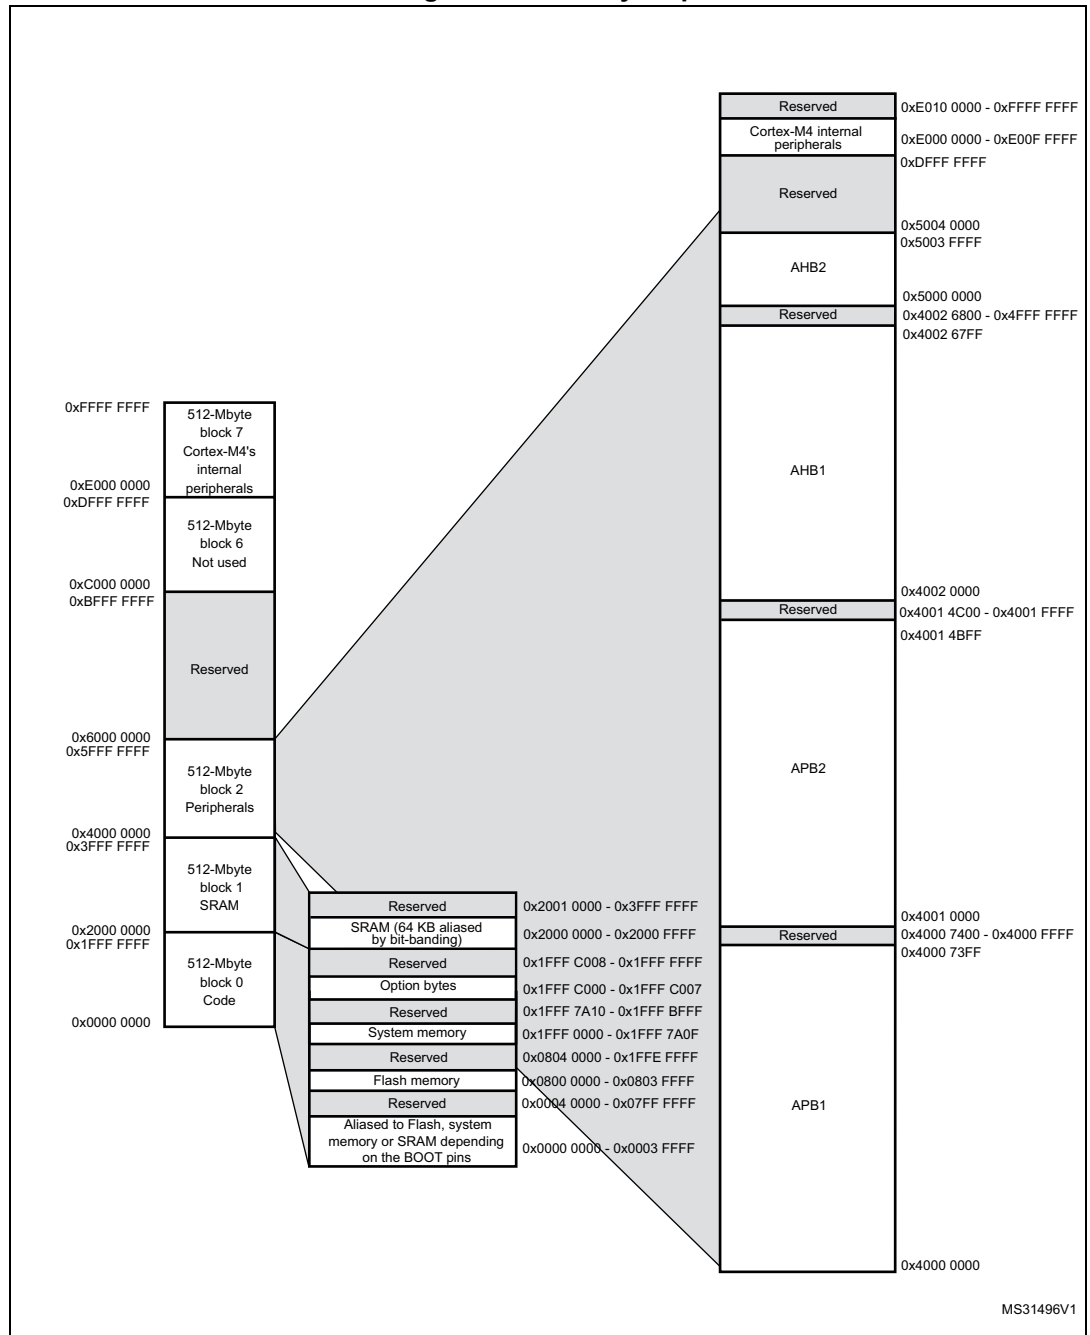 0xFFFF FFFF
512-Mbyte
block 7
Cortex-M4's
internal
peripherals
0xE000 0000
0xDFFF FFFF
512-Mbyte
block 6
Not used
0xC000 0000
0xBFFF FFFF
Reserved
0x6000 0000
0x5FFF FFFF
512-Mbyte
block 2
Peripherals
0x4000 0000
0x3FFF FFFF
512-Mbyte
block 1
SRAM
0x2000 0000
0x1FFF FFFF
512-Mbyte
block 0
Code
0x0000 0000
Reserved 0x2001 0000 - 0x3FFF FFFF
SRAM (64 KB aliased
by bit-banding) 0x2000 0000 - 0x2000 FFFF
Reserved 0x1FFF C008 - 0x1FFF FFFF
Option bytes 0x1FFF C000 - 0x1FFF C007
Reserved 0x1FFF 7A10 - 0x1FFF BFFF
System memory 0x1FFF 0000 - 0x1FFF 7A0F
Reserved 0x0804 0000 - 0x1FFE FFFF
Flash memory 0x0800 0000 - 0x0803 FFFF
Reserved 0x0004 0000 - 0x07FF FFFF
Aliased to Flash, system
memory or SRAM depending
on the BOOT pins
0x0000 0000 - 0x0003 FFFF
Reserved 0xE010 0000 - 0xFFFF FFFF
Cortex-M4 internal
peripherals 0xE000 0000 - 0xE00F FFFF
0xDFFF FFFF
Reserved
0x5004 0000
0x5003 FFFF
AHB2
0x5000 0000
Reserved 0x4002 6800 - 0x4FFF FFFF
0x4002 67FF
AHB1
0x4002 0000
Reserved 0x4001 4C00 - 0x4001 FFFF
0x4001 4BFF
APB2
0x4001 0000
Reserved 0x4000 7400 - 0x4000 FFFF
0x4000 73FF
APB1
0x4000 0000
MS31496V1